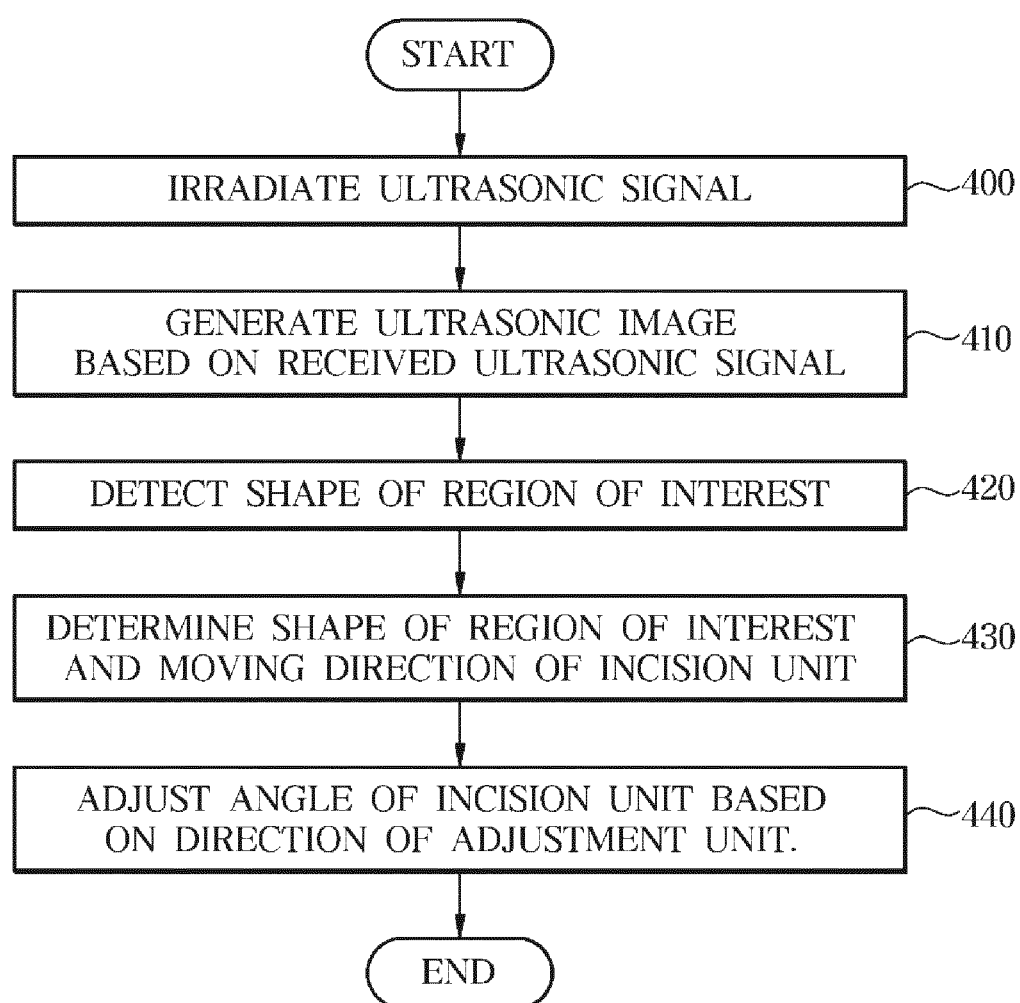 START
IRRADIATE ULTRASONIC SIGNAL
400
GENERATE ULTRASONIC IMAGE
BASED ON RECEIVED ULTRASONIC SIGNAL
410
DETECT SHAPE OF REGION OF INTEREST
420
DETERMINE SHAPE OF REGION OF INTEREST
AND MOVING DIRECTION OF INCISION UNIT
430
ADJUST ANGLE OF INCISION UNIT BASED
ON DIRECTION OF ADJUSTMENT UNIT.
440
END